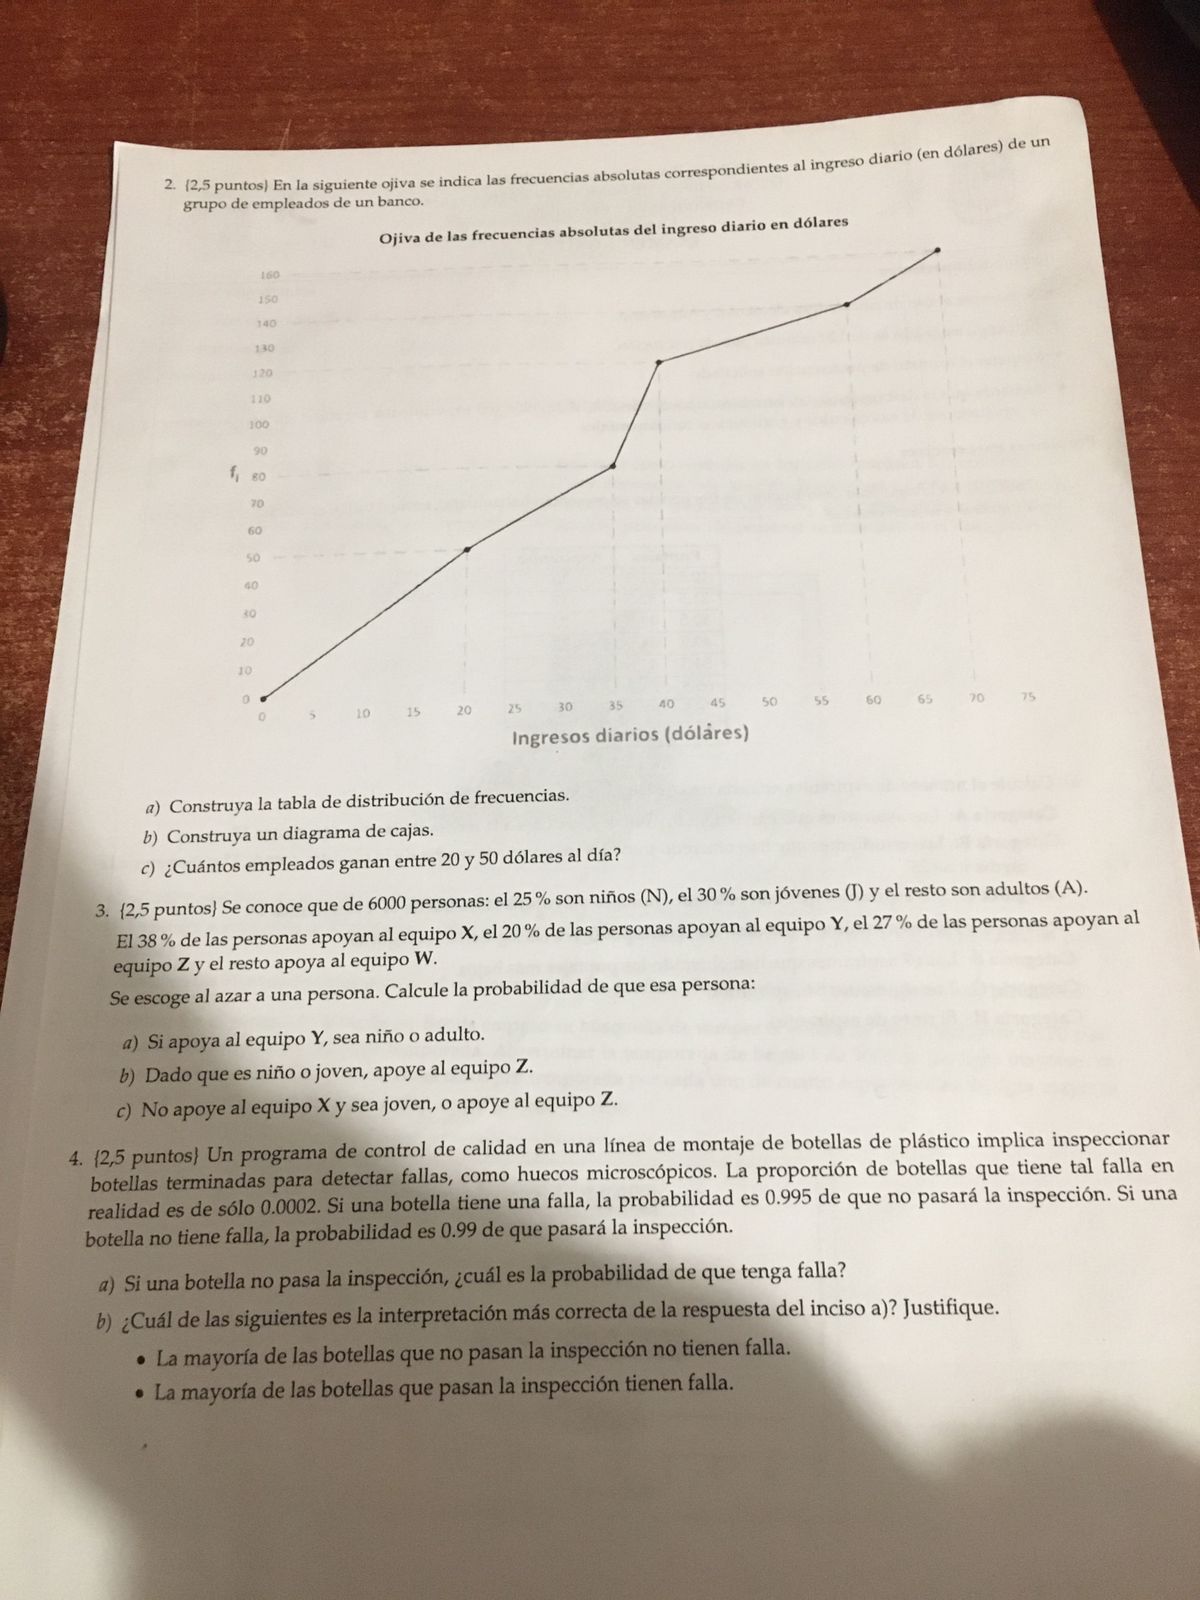 2. {2,5 puntos} En la siguiente ojiva se indica las frecuencias absolutas correspondientes al ingreso diario (en dólares) de un
grupo de empleados de un banco.
Ojiva de las frecuencias absolutas del ingreso diario en dólares
160
150
140
130
120
110
100
90
fi 80
70
60
50
40
30
20
10
0
0 5 10 15 20 25 30 35 40 45 50 55 60 65 70 75
Ingresos diarios (dólares)
a) Construya la tabla de distribución de frecuencias.
b) Construya un diagrama de cajas.
c) ¿Cuántos empleados ganan entre 20 y 50 dólares al día?
3. {2,5 puntos} Se conoce que de 6000 personas: el 25 % son niños (N), el 30 % son jóvenes (J) y el resto son adultos (A).
El 38 % de las personas apoyan al equipo X, el 20 % de las personas apoyan al equipo Y, el 27 % de las personas apoyan al
equipo Z y el resto apoya al equipo W.
Se escoge al azar a una persona. Calcule la probabilidad de que esa persona:
a) Si apoya al equipo Y, sea niño o adulto.
b) Dado que es niño o joven, apoye al equipo Z.
c) No apoye al equipo X y sea joven, o apoye al equipo Z.
4. {2,5 puntos} Un programa de control de calidad en una línea de montaje de botellas de plástico implica inspeccionar
botellas terminadas para detectar fallas, como huecos microscópicos. La proporción de botellas que tiene tal falla en
realidad es de sólo 0.0002. Si una botella tiene una falla, la probabilidad es 0.995 de que no pasará la inspección. Si una
botella no tiene falla, la probabilidad es 0.99 de que pasará la inspección.
a) Si una botella no pasa la inspección, ¿cuál es la probabilidad de que tenga falla?
b) ¿Cuál de las siguientes es la interpretación más correcta de la respuesta del inciso a)? Justifique.
• La mayoría de las botellas que no pasan la inspección no tienen falla.
• La mayoría de las botellas que pasan la inspección tienen falla.